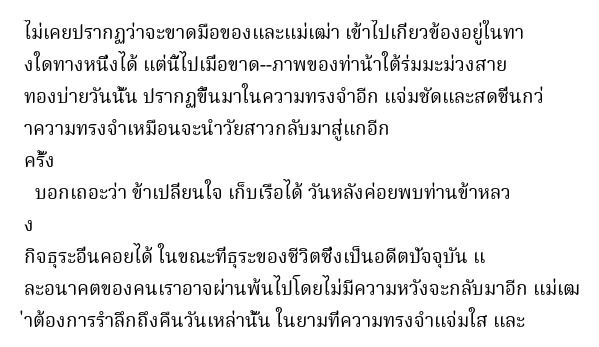 ไม่เคยปรากฏว่าจะขาดมือของและแม่เฒ่า เข้าไปเกี่ยวข้องอยู่ในทา
งใดทางหนึ่งได้ แต่นี่ไปเมื่อขาด--ภาพของท่าน้ำใต้ร่มมะม่วงสาย
ทองบ่ายวันนั้น ปรากฏขึ้นมาในความทรงจำอีก แจ่มชัดและสดชื่นกว่
าความทรงจำเหมือนจะนำวัยสาวกลับมาสู่แกอีก
ครั้ง
บอกเถอะว่า ข้าเปลี่ยนใจ เก็บเรือได้ วันหลังค่อยพบท่านข้าหลว
ง
กิจธุระอื่นคอยได้ ในขณะที่ธุระของชีวิตซึ่งเป็นอดีตปัจจุบัน แ
ละอนาคตของคนเราอาจผ่านพ้นไปโดยไม่มีความหวังจะกลับมาอีก แม่เฒ
่าต้องการรำลึกถึงคืนวันเหล่านั้น ในยามที่ความทรงจำแจ่มใส และ